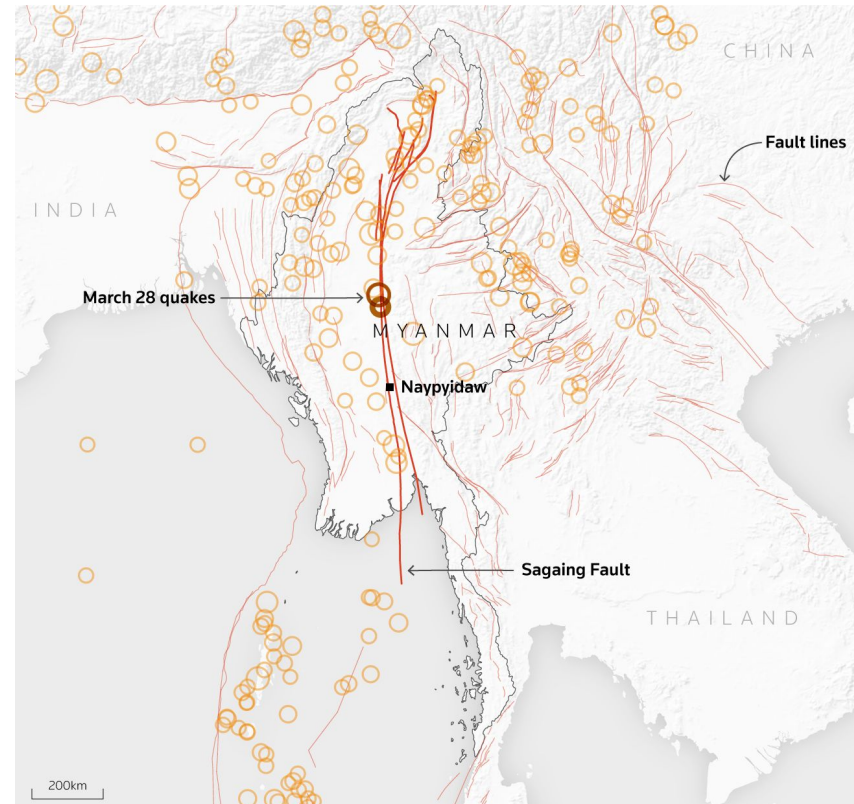 CHINA
Fault lines
INDIA
March 28 quakes
MYANMAR
Naypyidaw
Sagaing Fault
THAILAND
200km